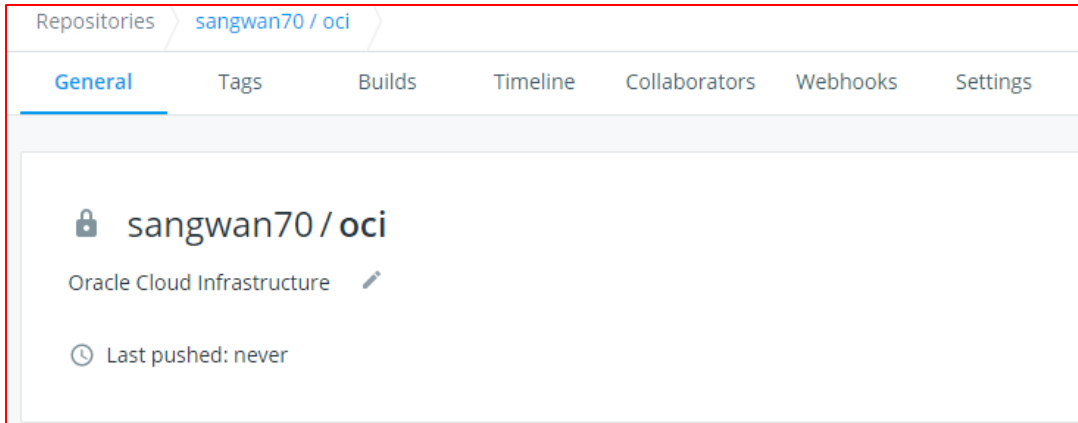 Repositories sangwan70 / oci
General Tags Builds Timeline Collaborators Webhooks Settings
sangwan70 / oci
Oracle Cloud Infrastructure
Last pushed: never